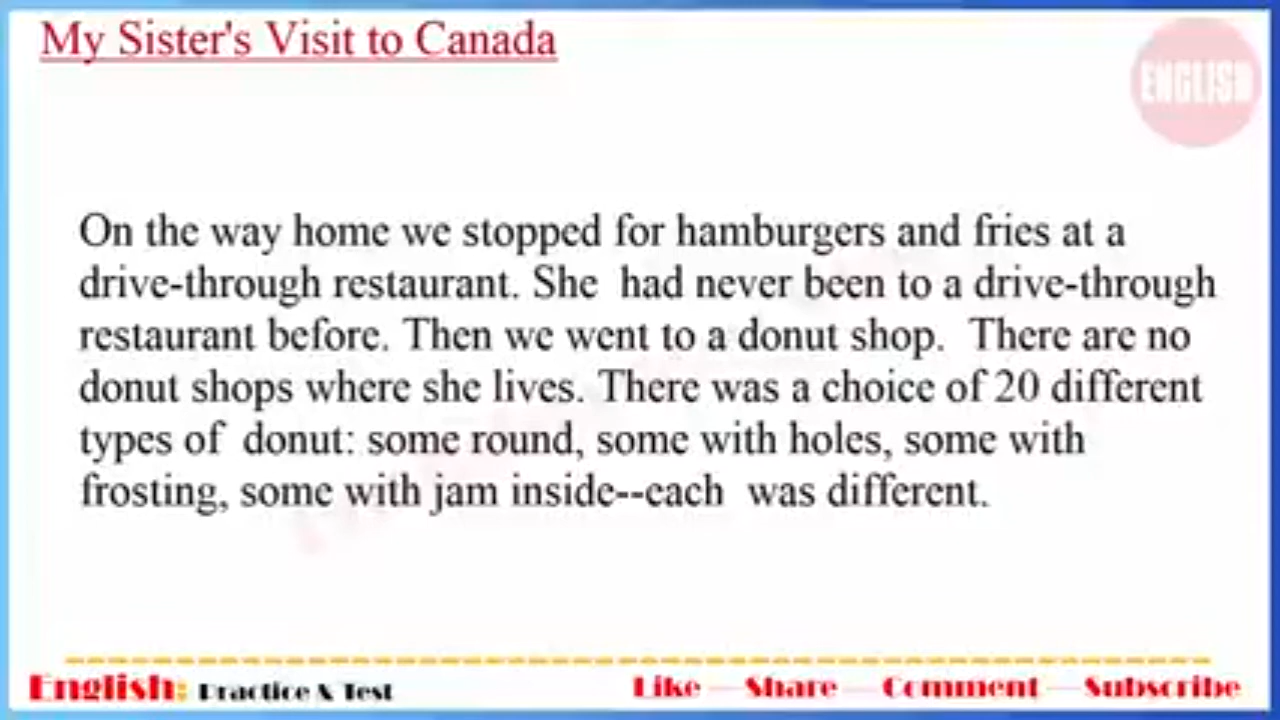 My Sister's Visit to Canada
ENGLISH
On the way home we stopped for hamburgers and fries at a
drive-through restaurant. She had never been to a drive-through
restaurant before. Then we went to a donut shop. There are no
donut shops where she lives. There was a choice of 20 different
types of donut: some round, some with holes, some with
frosting, some with jam inside--each was different.
English: Practice & Test
Like — Share — Comment — Subscribe